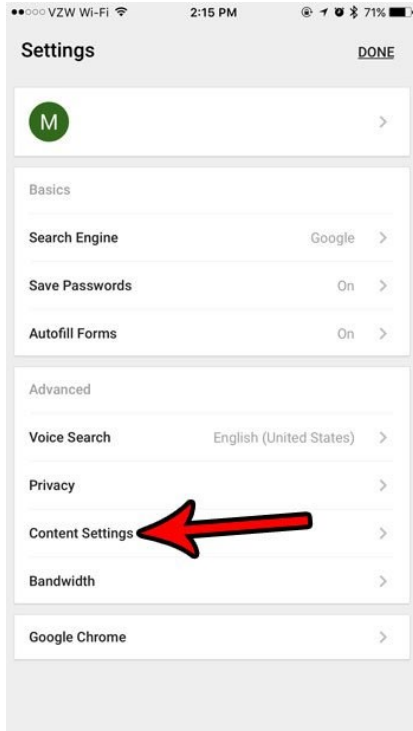 VZW Wi-Fi 2:15 PM 71%
Settings DONE
M
Basics
Search Engine Google
Save Passwords On
Autofill Forms On
Advanced
Voice Search English (United States)
Privacy
Content Settings
Bandwidth
Google Chrome